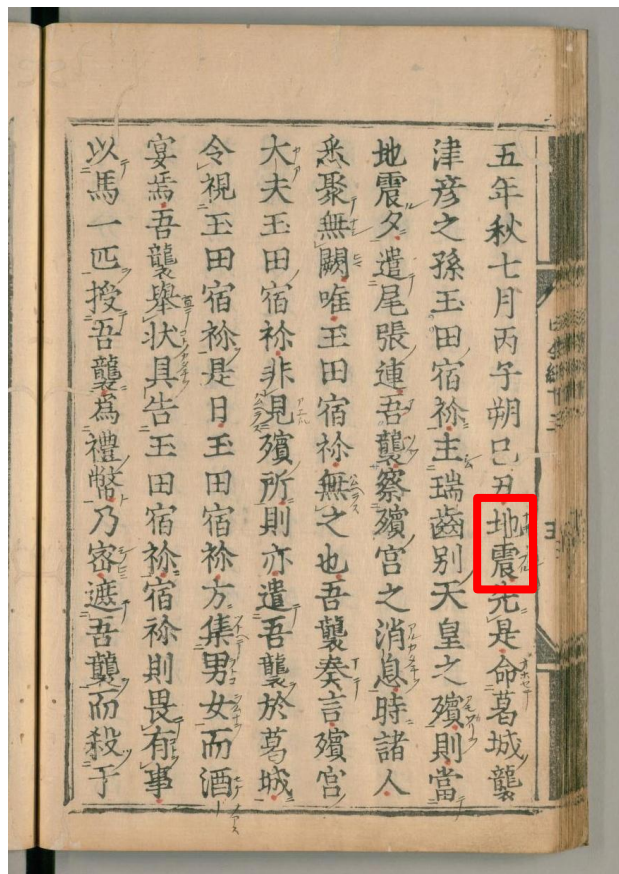 五年秋七月丙午朔己丑地震先是命葛城襲
津彦之孫玉田宿祢主瑞齒別天皇之殯則當
地震夕遣尾張連吾襲察殯宮之消息時諸人
悉聚無闕唯玉田宿祢無之也吾襲奏言殯宮
大夫玉田宿祢非見殯所則亦遣吾襲於葛城
令視玉田宿祢是日玉田宿祢方集男女而酒
宴焉吾襲舉狀具告玉田宿祢宿祢則畏有事
以馬一匹授吾襲為禮幣乃密遮吾襲而殺于